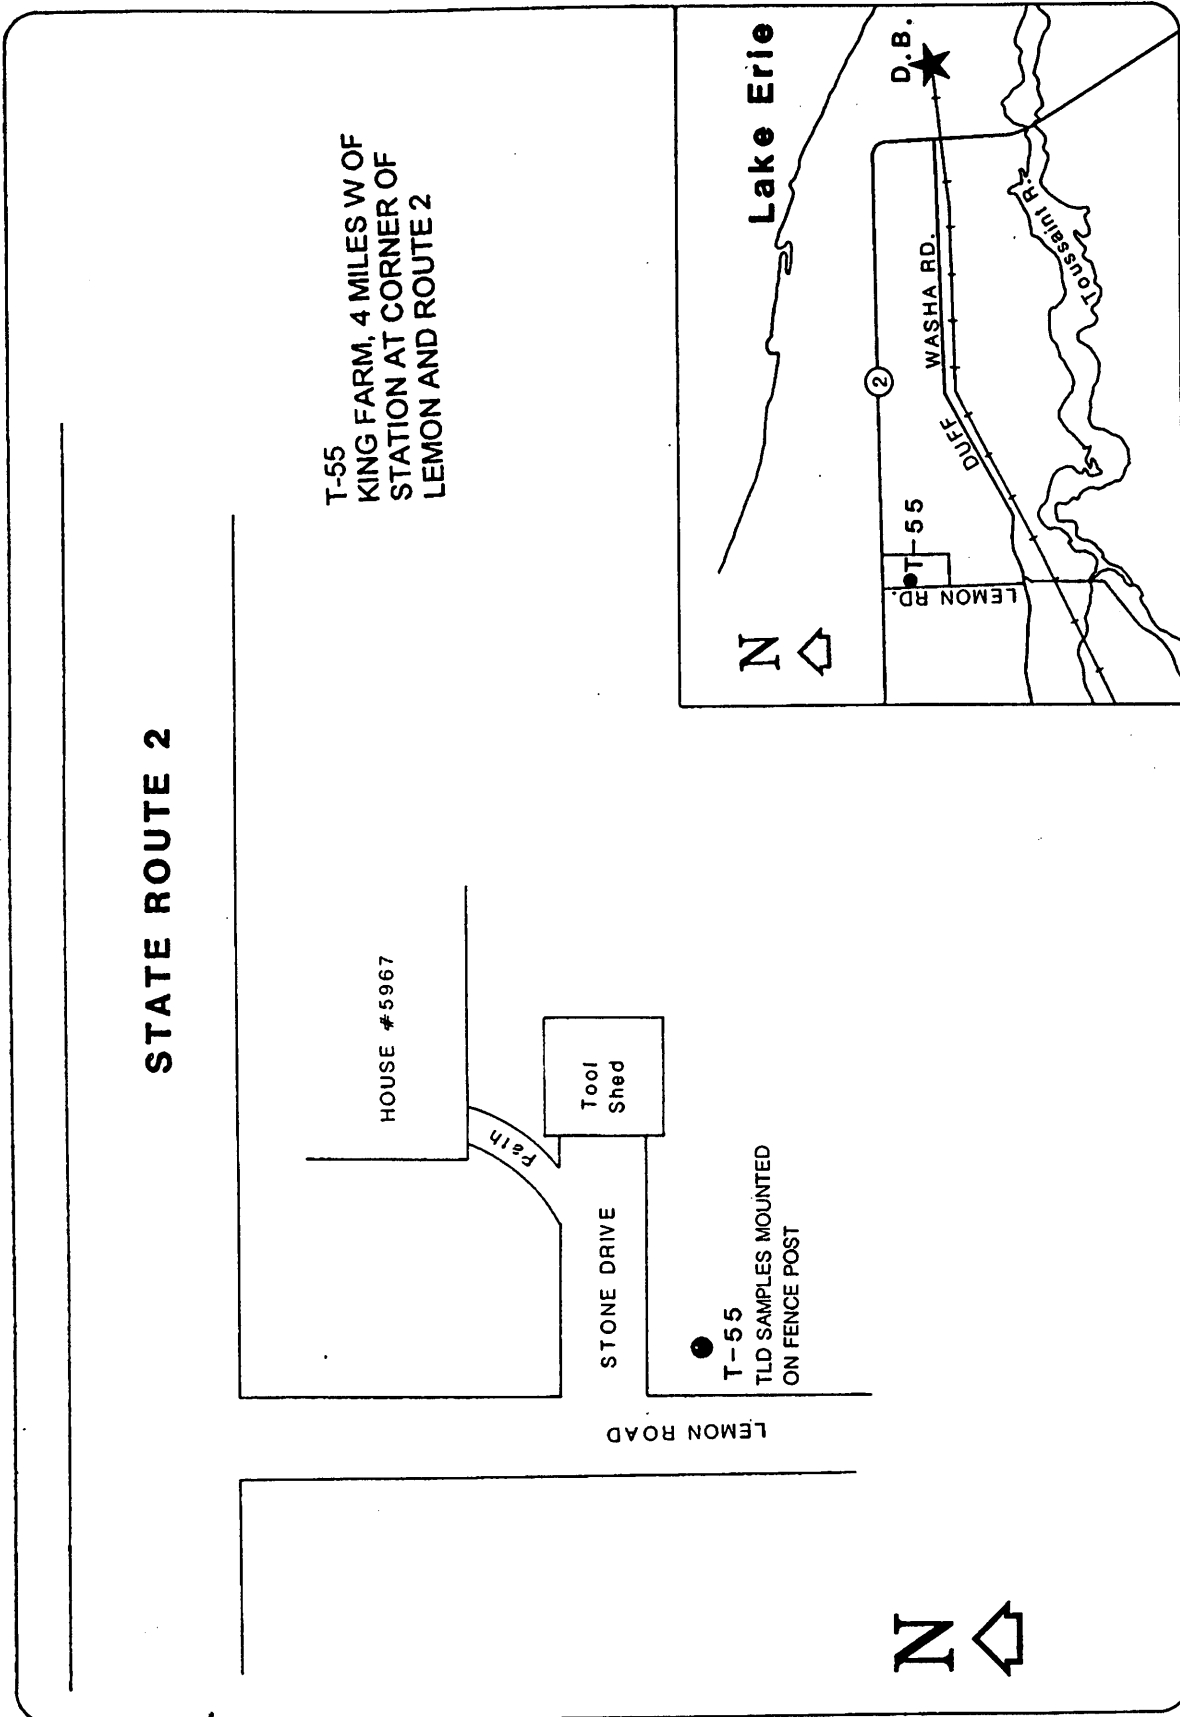 STATE ROUTE 2
T-55
KING FARM, 4 MILES W OF
STATION AT CORNER OF
LEMON AND ROUTE 2
HOUSE #5967
Path
Tool
Shed
STONE DRIVE
T-55
TLD SAMPLES MOUNTED
ON FENCE POST
LEMON ROAD
N
Lake Erie
N
D.B.
2
WASHA RD.
DUFF
T-55
LEMON RD.
Toussaint R.